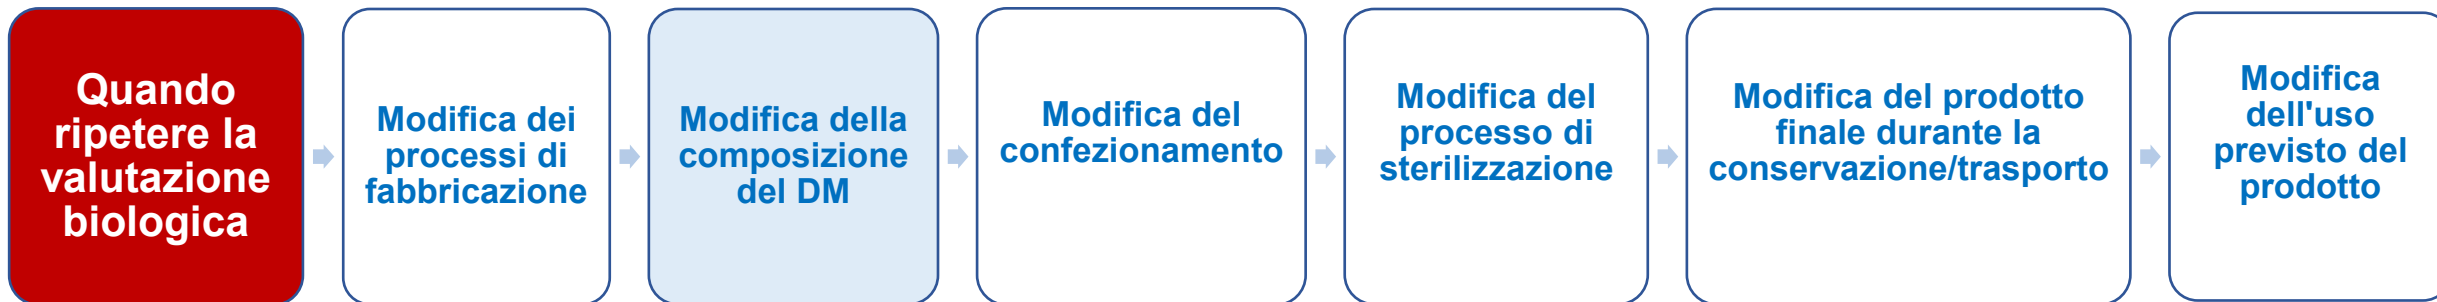 Quando
ripetere la
valutazione
biologica
Modifica dei
processi di
fabbricazione
Modifica della
composizione
del DM
Modifica del
confezionamento
Modifica del
processo di
sterilizzazione
Modifica del prodotto
finale durante la
conservazione/trasporto
Modifica
dell'uso
previsto del
prodotto